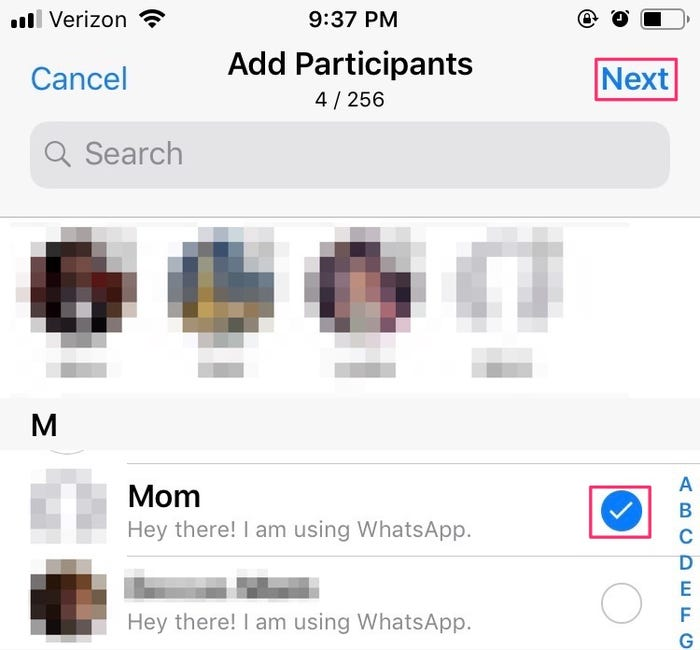 Verizon 9:37 PM
Cancel Add Participants Next
4 / 256
Search
M
Mom
Hey there! I am using WhatsApp.
Hey there! I am using WhatsApp.
A
B
C
D
E
F
G